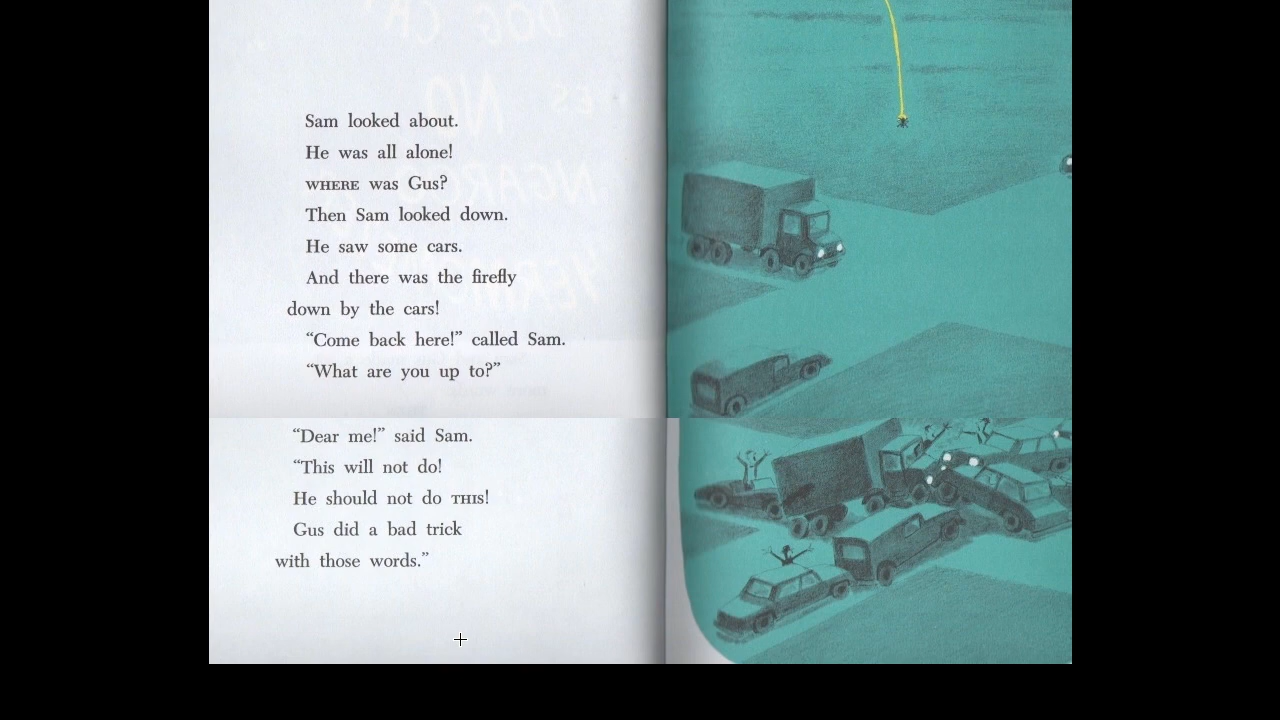 Sam looked about.
He was all alone!
WHERE was Gus?
Then Sam looked down.
He saw some cars.
And there was the firefly
down by the cars!
“Come back here!” called Sam.
“What are you up to?”
“Dear me!” said Sam.
“This will not do!
He should not do THIS!
Gus did a bad trick
with those words.”